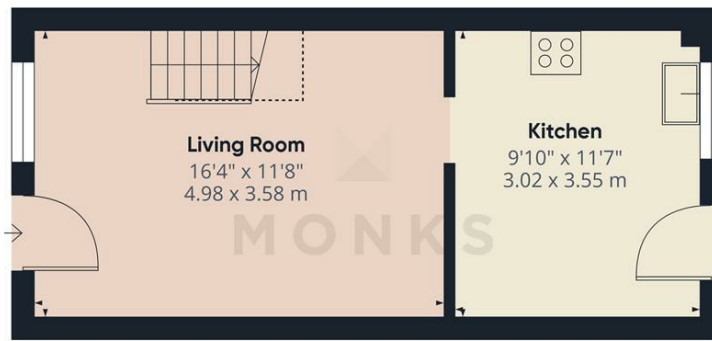 Living Room
16'4" x 11'8"
4.98 x 3.58 m
Kitchen
9'10" x 11'7"
3.02 x 3.55 m
MONKS